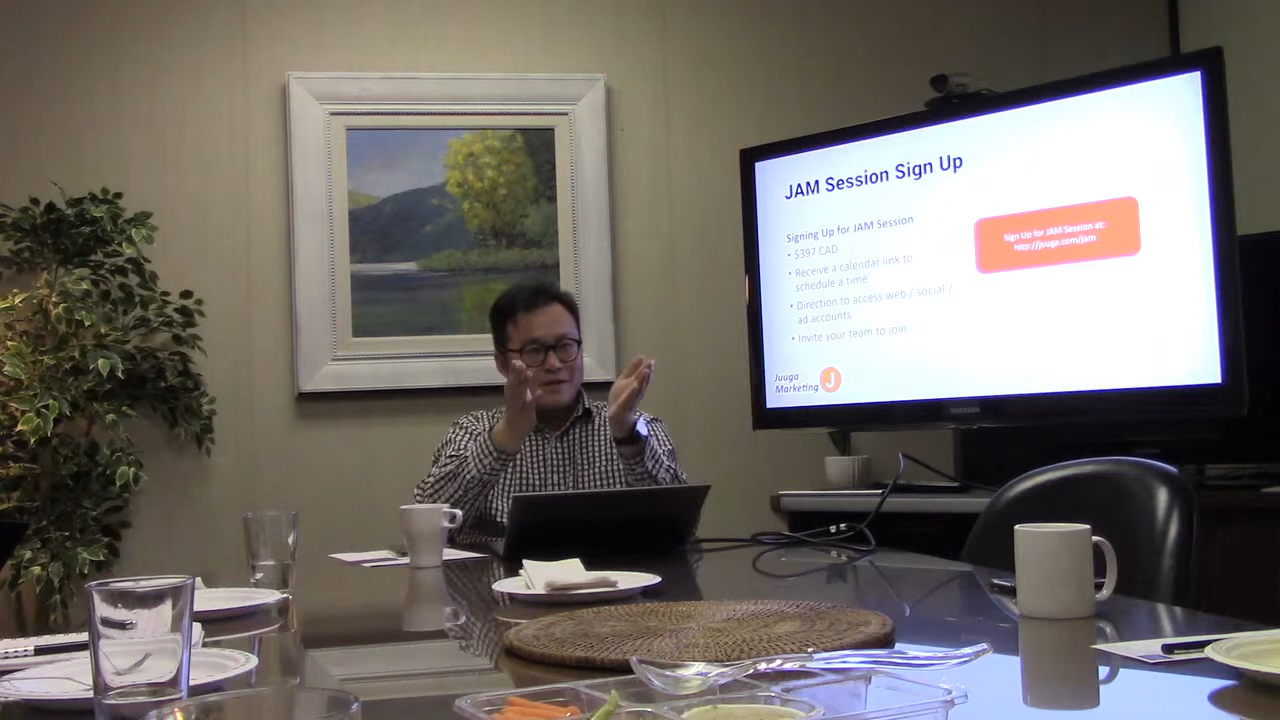 JAM Session Sign Up
Signing Up for JAM Session
• $397 CAD
• Receive a calendar link to
schedule a time
• Direction to access web / social /
ad accounts
• Invite your team to join
Sign Up for JAM Session at:
http://juuga.com/jam
Juuga
Marketing J
SAMSUNG